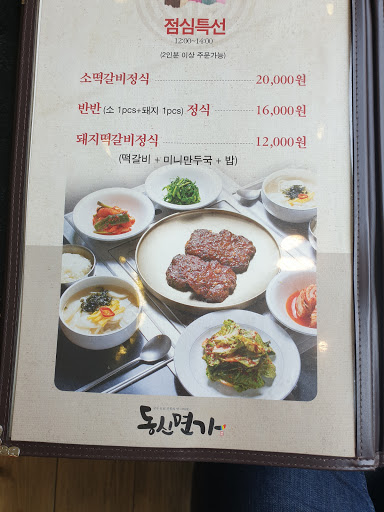 점심특선
12:00~14:00
(2인분 이상 주문가능)
소떡갈비정식 20,000원
반반 (소 1pcs+돼지 1pcs) 정식 16,000원
돼지떡갈비정식 12,000원
(떡갈비 + 미니만두국 + 밥)
동신면가